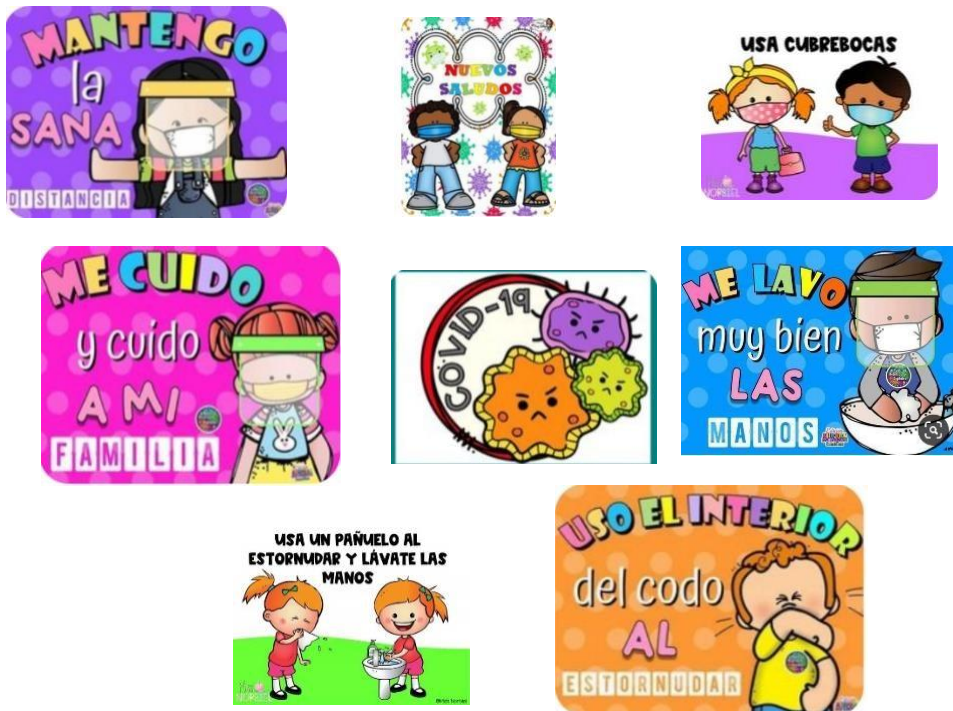 MANTENGO
la
SANA
DISTANCIA
NUEVOS
SALUDOS
USA CUBREBOCAS
ME CUIDO
y cuido
A MI
FAMILIA
COVID-19
ME LAVO
muy bien
LAS
MANOS
USA UN PAÑUELO AL
ESTORNUDAR Y LÁVATE LAS
MANOS
USO EL INTERIOR
del codo
AL
ESTORNUDAR